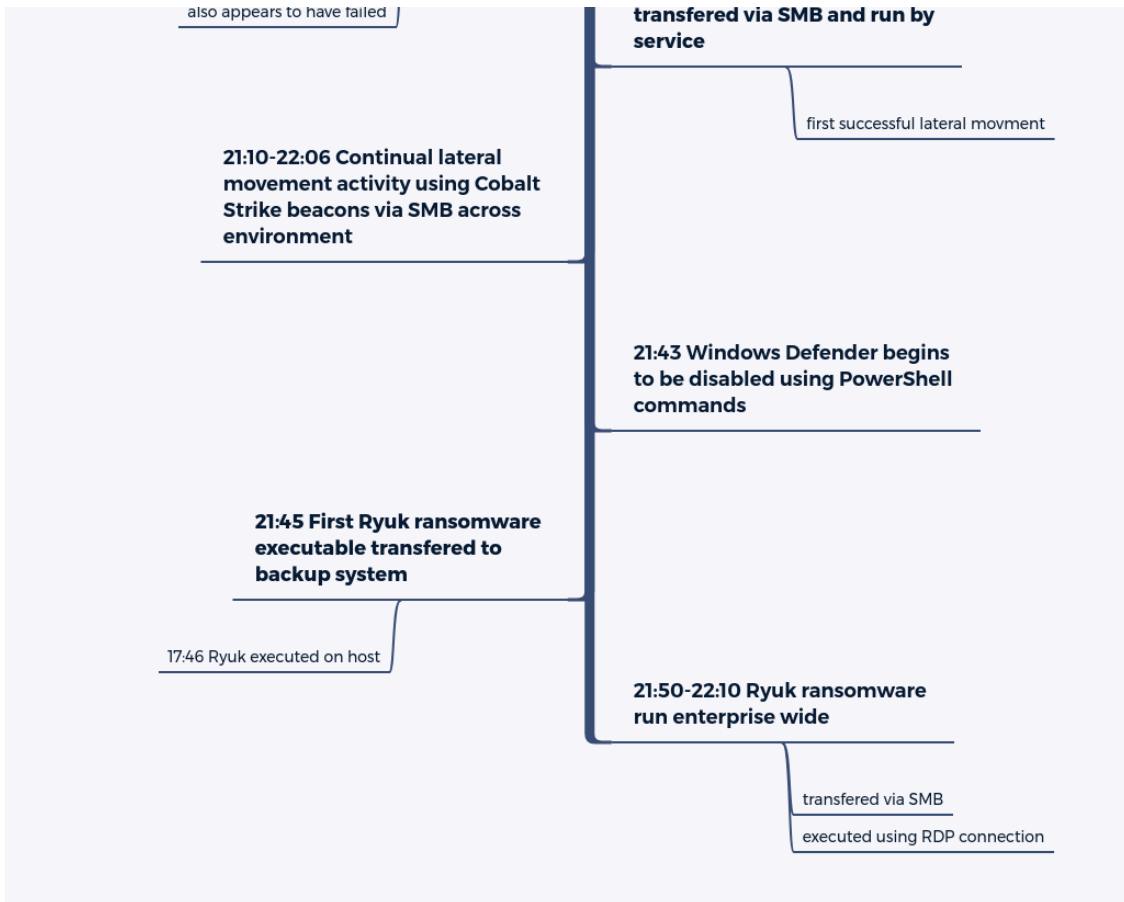 also appears to have failed
transfered via SMB and run by
service
first successful lateral movment
21:10-22:06 Continual lateral
movement activity using Cobalt
Strike beacons via SMB across
environment
21:43 Windows Defender begins
to be disabled using PowerShell
commands
21:45 First Ryuk ransomware
executable transfered to
backup system
17:46 Ryuk executed on host
21:50-22:10 Ryuk ransomware
run enterprise wide
transfered via SMB
executed using RDP connection